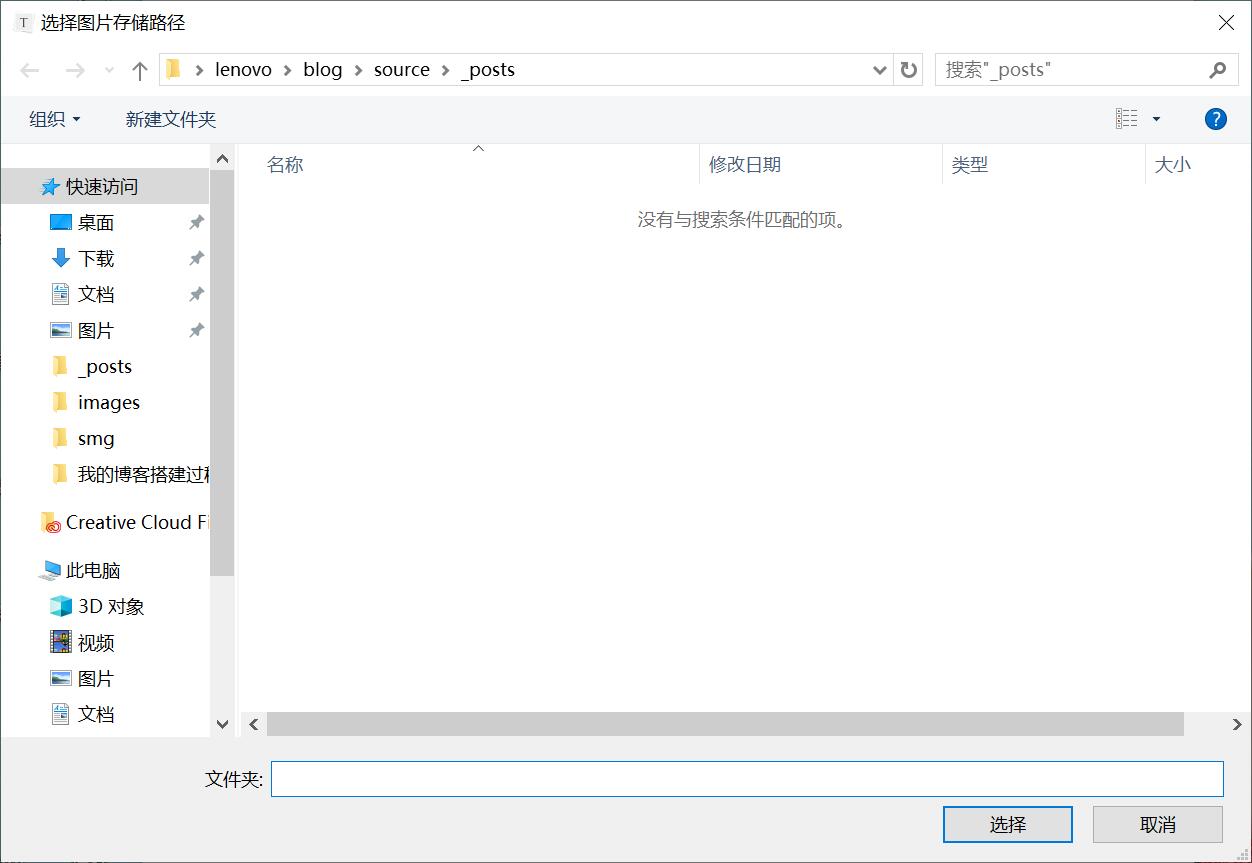 T 选择图片存储路径
lenovo > blog > source > _posts
搜索"_posts"
组织
新建文件夹
?
名称
修改日期
类型
大小
没有与搜索条件匹配的项。
快速访问
桌面
下载
文档
图片
_posts
images
smg
我的博客搭建过程
Creative Cloud Fi
此电脑
3D 对象
视频
图片
文档
文件夹:
选择
取消